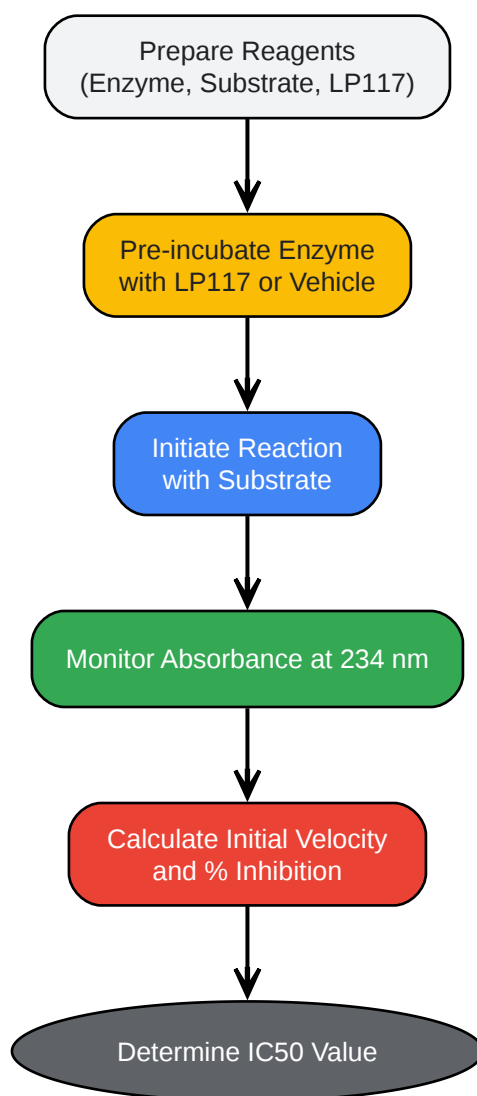 Prepare Reagents
(Enzyme, Substrate, LP117)
Pre-incubate Enzyme
with LP117 or Vehicle
Initiate Reaction
with Substrate
Monitor Absorbance at 234 nm
Calculate Initial Velocity
and % Inhibition
Determine IC50 Value